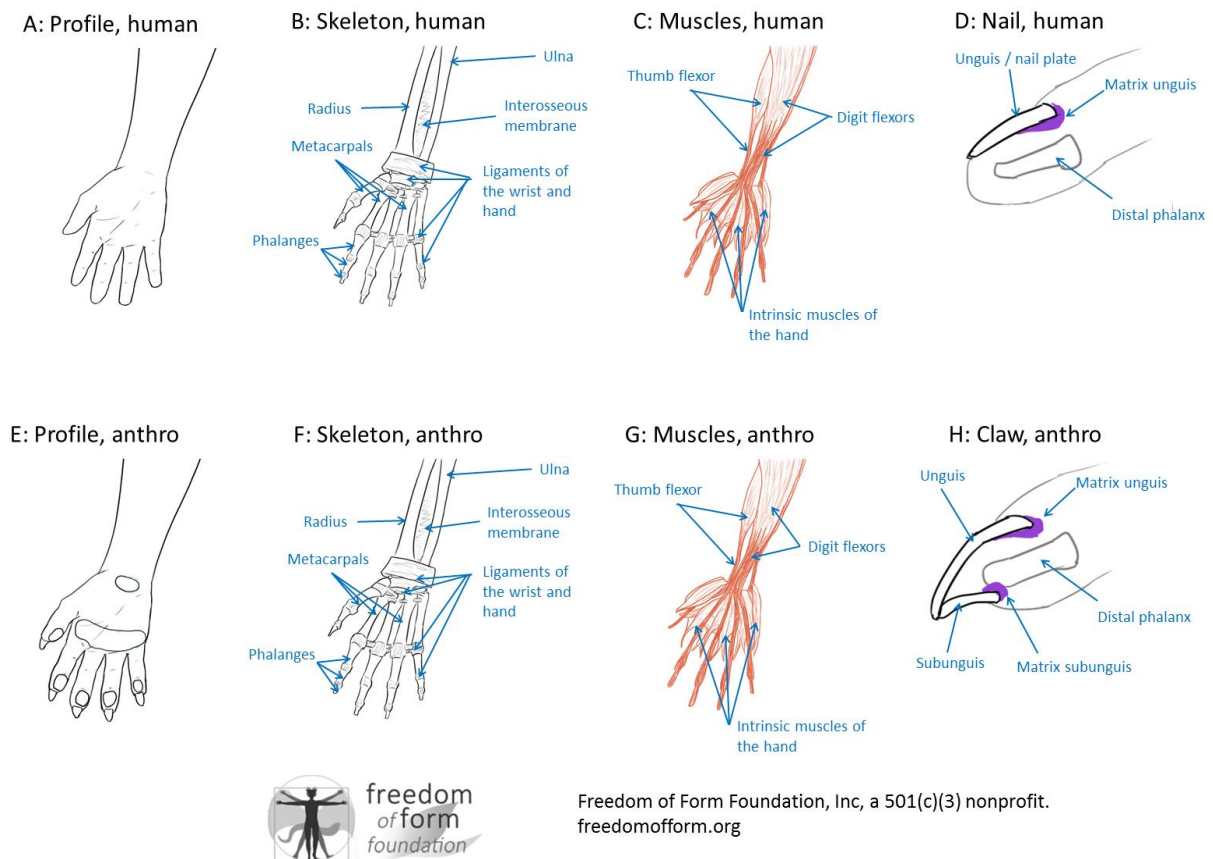 A: Profile, human
B: Skeleton, human
Ulna
Radius
Interosseous
membrane
Metacarpals
Ligaments of
the wrist and
hand
Phalanges
C: Muscles, human
Thumb flexor
Digit flexors
Intrinsic muscles of
the hand
D: Nail, human
Unguis / nail plate
Matrix unguis
Distal phalanx
E: Profile, anthro
F: Skeleton, anthro
Ulna
Radius
Interosseous
membrane
Metacarpals
Ligaments of
the wrist and
hand
Phalanges
G: Muscles, anthro
Thumb flexor
Digit flexors
Intrinsic muscles of
the hand
H: Claw, anthro
Unguis
Matrix unguis
Distal phalanx
Subunguis
Matrix subunguis
freedom
of form
foundation
Freedom of Form Foundation, Inc, a 501(c)(3) nonprofit.
freedomofform.org